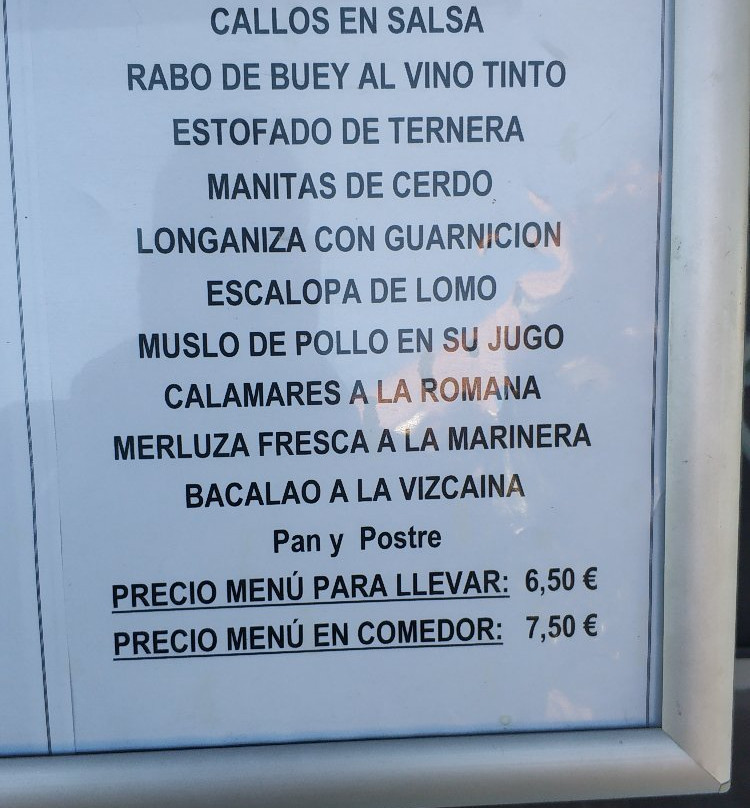 CALLOS EN SALSA
RABO DE BUEY AL VINO TINTO
ESTOFADO DE TERNERA
MANITAS DE CERDO
LONGANIZA CON GUARNICION
ESCALOPA DE LOMO
MUSLO DE POLLO EN SU JUGO
CALAMARES A LA ROMANA
MERLUZA FRESCA A LA MARINERA
BACALAO A LA VIZCAINA
Pan y Postre
PRECIO MENÚ PARA LLEVAR: 6,50 €
PRECIO MENÚ EN COMEDOR: 7,50 €